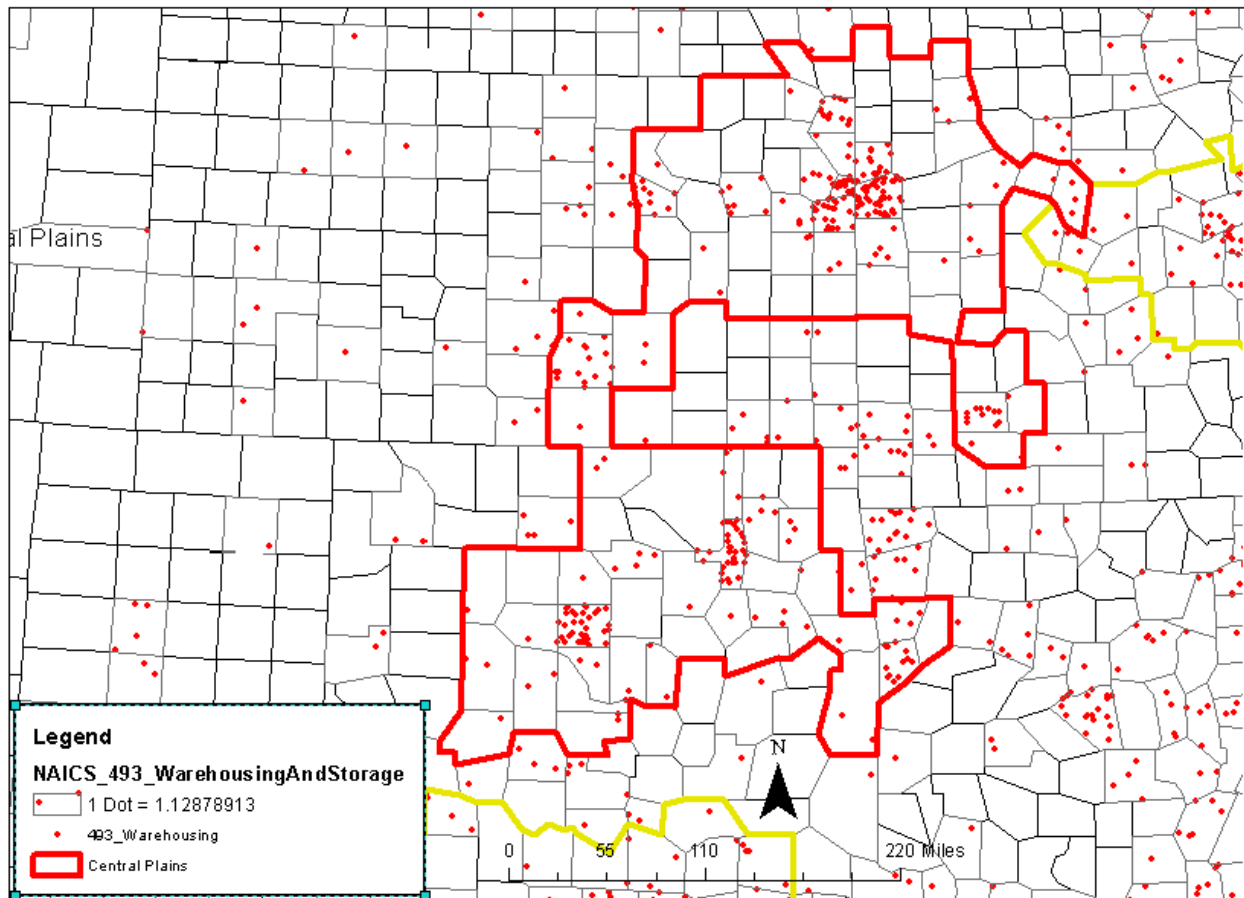 al Plains
N
0 55 110 220 Miles
Legend
NAICS_493_WarehousingAndStorage
1 Dot = 1.12878913
493_Warehousing
Central Plains